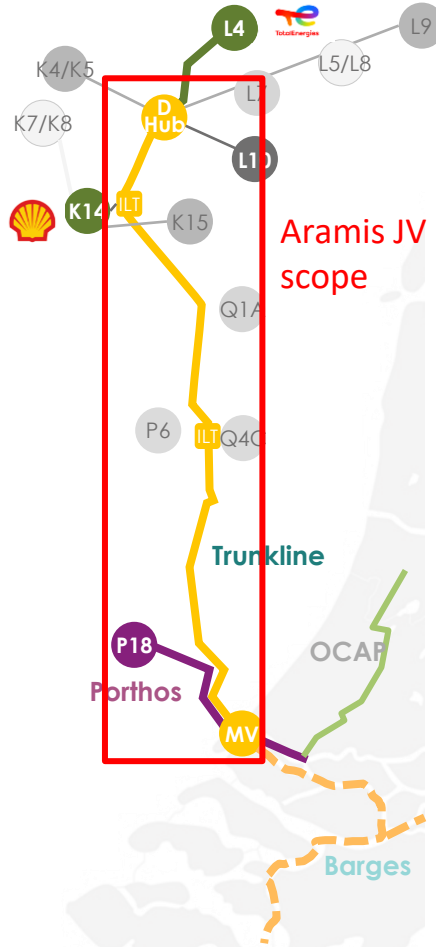 L4
TotalEnergies
L9
K4/K5
L5/L8
L7
D
Hub
K7/K8
L10
K14
ILT
K15
Aramis JV
scope
Q1A
P6
ILT
Q4C
Trunkline
P18
OCAP
Porthos
MV
Barges